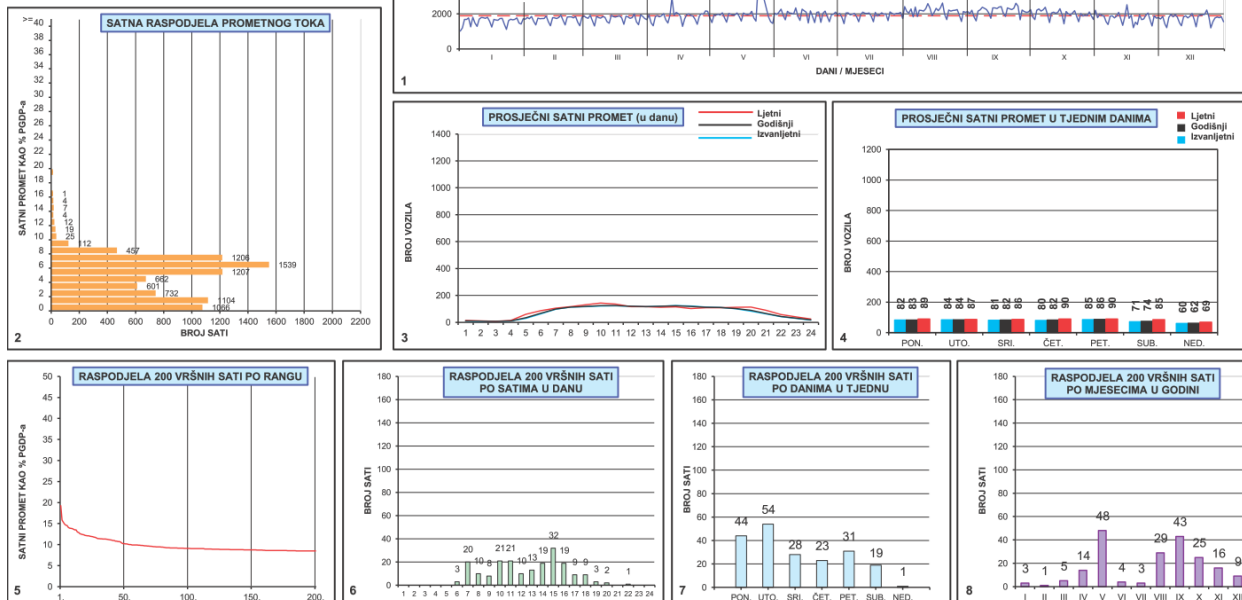 SATNA RASPODJELA PROMETNOG TOKA
>=
40
38
36
34
32
30
28
26
24
22
20
18
16
14
12
10
8
6
4
2
0
SATNI PROMET KAO % PGDP-a
1
4
7
4
12
19
25
112
457
1206
1539
1207
662
601
732
1104
1066
0 200 400 600 800 1000 1200 1400 1600 1800 2000 2200
BROJ SATI
2
2000
0
I II III IV V VI VII VIII IX X XI XII
DANI / MJESECI
1
PROSJEČNI SATNI PROMET (u danu)
Ljetni
Godišnji
Izvanljetni
1400
1200
1000
800
600
400
200
0
BROJ VOZILA
1 2 3 4 5 6 7 8 9 10 11 12 13 14 15 16 17 18 19 20 21 22 23 24
3
PROSJEČNI SATNI PROMET U TJEDNIM DANIMA
Ljetni
Godišnji
Izvanljetni
1200
1000
800
600
400
200
0
BROJ VOZILA
82 83 89 84 84 87 81 82 86 80 82 90 85 86 90 71 74 85 60 62 69
PON. UTO. SRI. ČET. PET. SUB. NED.
4
RASPODJELA 200 VRŠNIH SATI PO RANGU
50
45
40
35
30
25
20
15
10
5
0
SATNI PROMET KAO % PGDP-a
1. 50. 100. 150. 200.
5
RASPODJELA 200 VRŠNIH SATI
PO SATIMA U DANU
180
160
140
120
100
80
60
40
20
0
BROJ SATI
3 20 10 8 21 21 10 13 19 32 19 9 9 3 2 1
1 2 3 4 5 6 7 8 9 10 11 12 13 14 15 16 17 18 19 20 21 22 23 24
6
RASPODJELA 200 VRŠNIH SATI
PO DANIMA U TJEDNU
180
160
140
120
100
80
60
40
20
0
BROJ SATI
44 54 28 23 31 19 1
PON. UTO. SRI. ČET. PET. SUB. NED.
7
RASPODJELA 200 VRŠNIH SATI
PO MJESECIMA U GODINI
180
160
140
120
100
80
60
40
20
0
BROJ SATI
3 1 5 14 48 4 3 29 43 25 16 9
I II III IV V VI VII VIII IX X XI XII
8